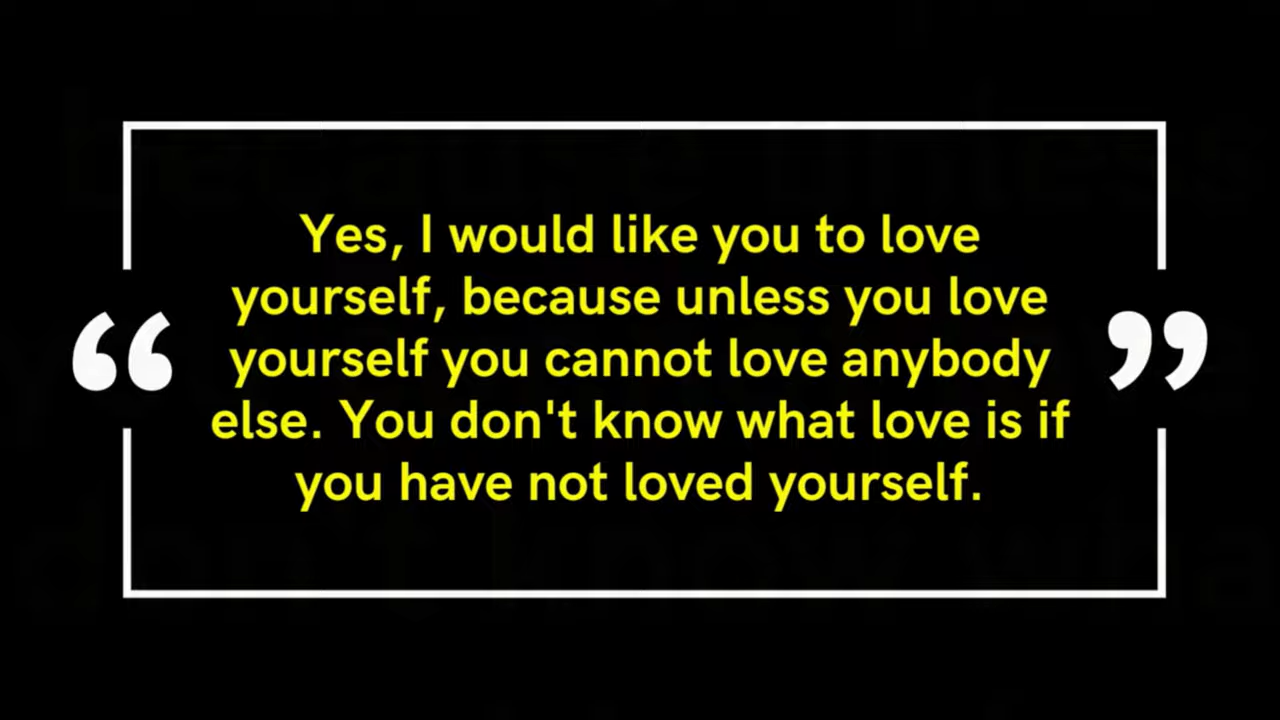 Yes, I would like you to love
yourself, because unless you love
“ yourself you cannot love anybody ”
else. You don't know what love is if
you have not loved yourself.